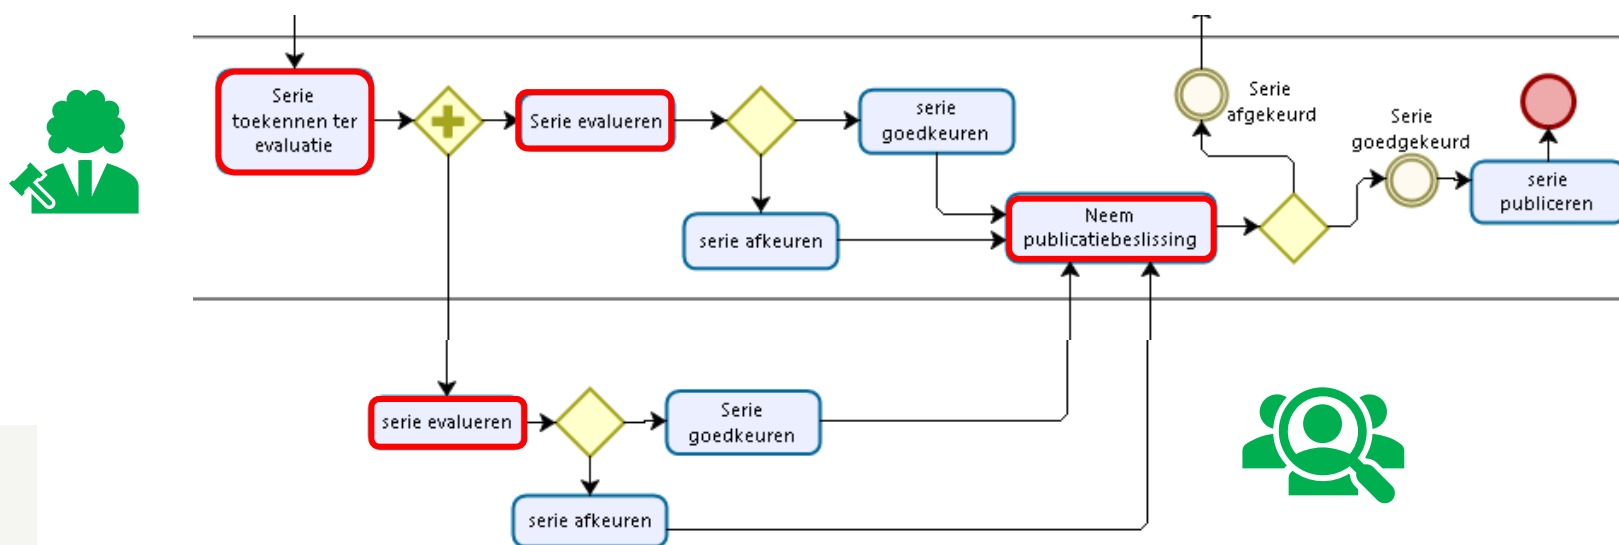 Serie
toekennen ter
evaluatie
Serie evalueren
serie
goedkeuren
serie afkeuren
Neem
publicatiebeslissing
Serie
afgekeurd
Serie
goedgekeurd
serie
publiceren
serie evalueren
Serie
goedkeuren
serie afkeuren